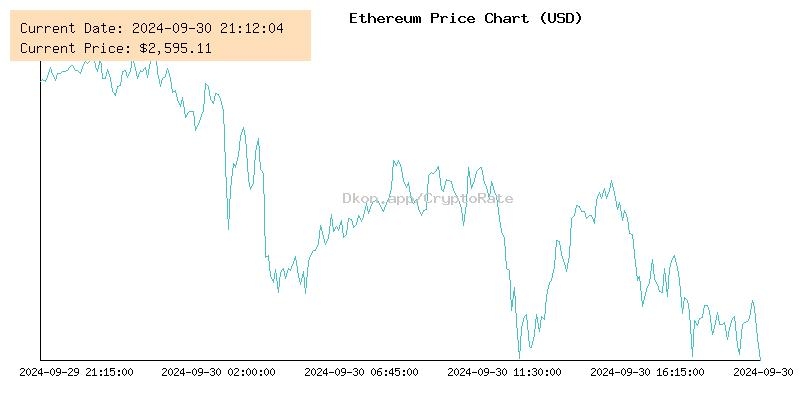 Ethereum Price Chart (USD)
Current Date: 2024-09-30 21:12:04
Current Price: $2,595.11
Dkop.app/CryptoRate
2024-09-29 21:15:00 2024-09-30 02:00:00 2024-09-30 06:45:00 2024-09-30 11:30:00 2024-09-30 16:15:00 2024-09-30